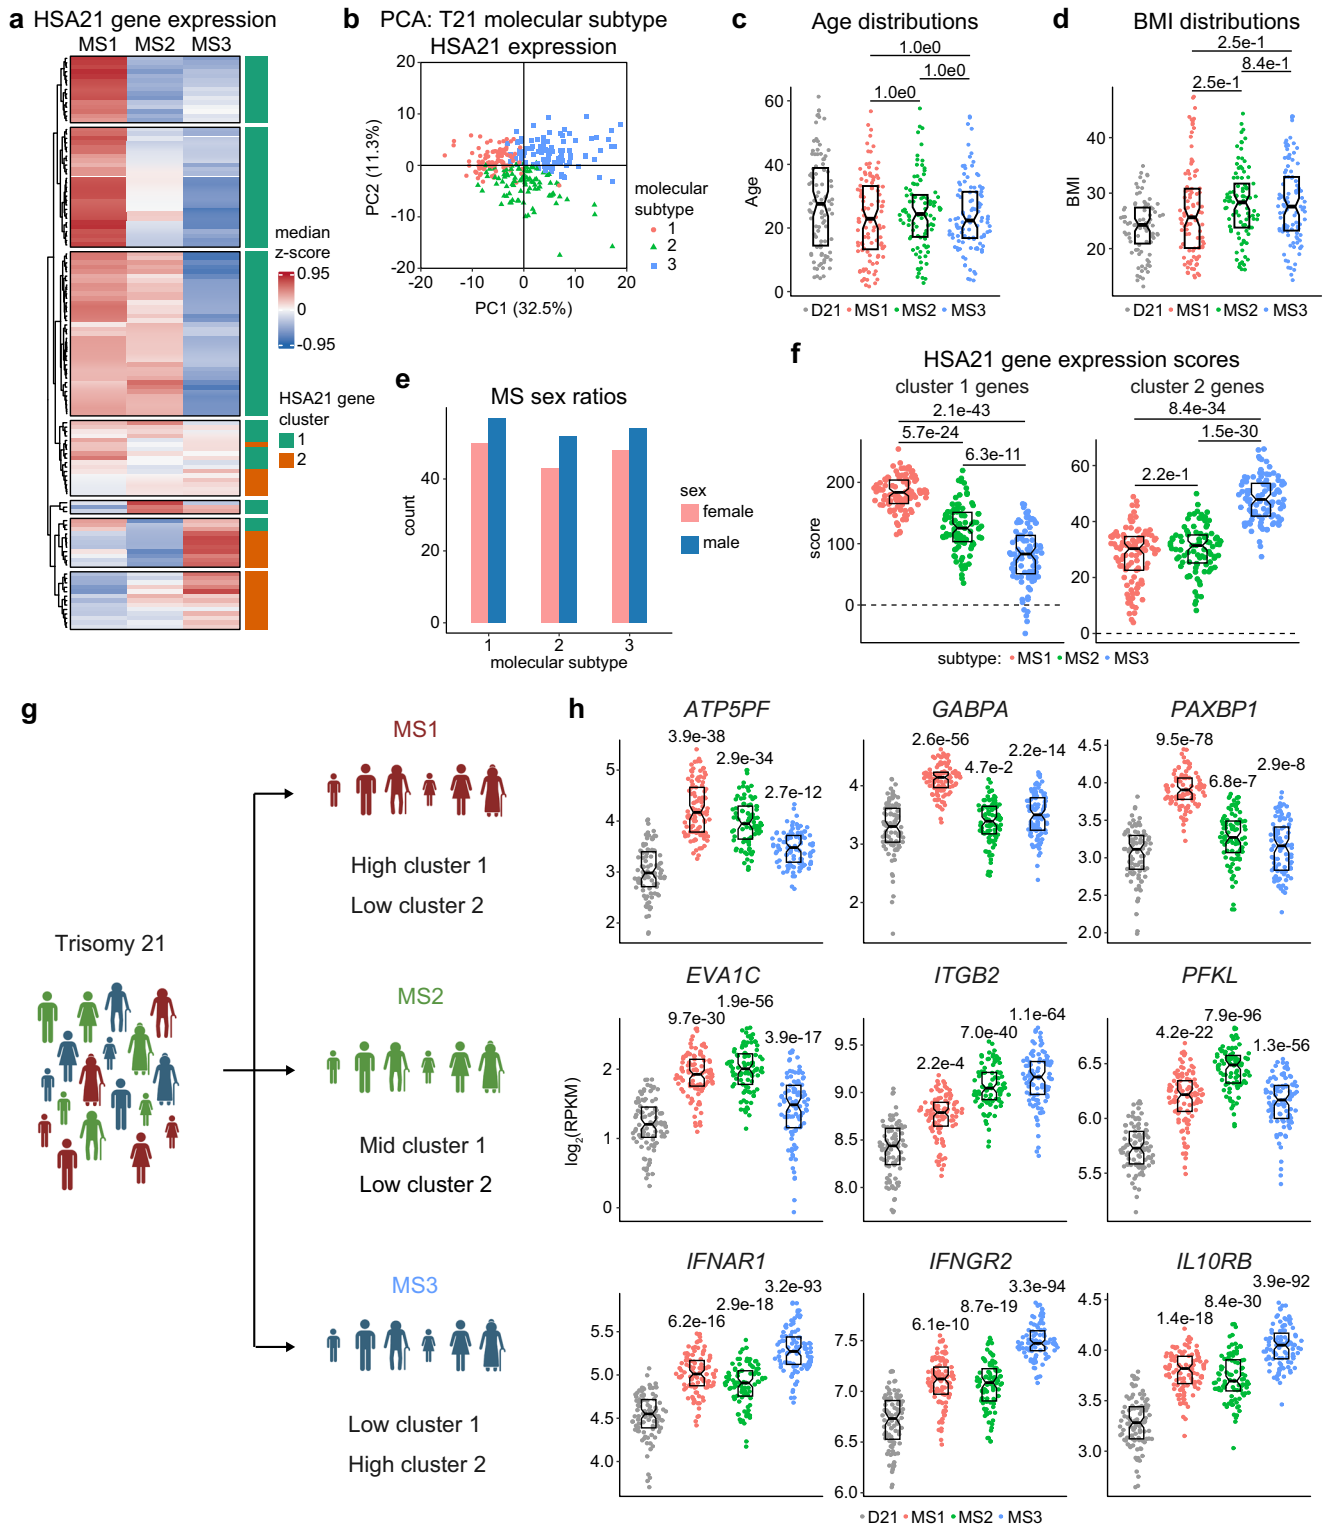 a HSA21 gene expression
MS1 MS2 MS3
median
z-score
0.95
0
-0.95
HSA21 gene
cluster
1
2
b PCA: T21 molecular subtype
HSA21 expression
PC2 (11.3%)
20
10
0
-10
-20
-20 -10 0 10 20
PC1 (32.5%)
molecular
subtype
1
2
3
c Age distributions
1.0e0
1.0e0
1.0e0
Age
60
40
20
0
D21 MS1 MS2 MS3
d BMI distributions
2.5e-1
8.4e-1
2.5e-1
BMI
40
30
20
D21 MS1 MS2 MS3
e
MS sex ratios
count
40
20
0
1 2 3
molecular subtype
sex
female
male
f
HSA21 gene expression scores
cluster 1 genes cluster 2 genes
2.1e-43
5.7e-24
6.3e-11
score
200
100
0
8.4e-34
1.5e-30
2.2e-1
60
40
20
0
subtype: MS1 MS2 MS3
g
Trisomy 21
MS1
High cluster 1
Low cluster 2
MS2
Mid cluster 1
Low cluster 2
MS3
Low cluster 1
High cluster 2
h
ATP5PF
3.9e-38
2.9e-34
2.7e-12
5
4
3
2
GABPA
2.6e-56
4.7e-2
2.2e-14
4
3
2
PAXBP1
9.5e-78
6.8e-7
2.9e-8
4.5
4.0
3.5
3.0
2.5
2.0
log2(RPKM)
EVA1C
9.7e-30
1.9e-56
3.9e-17
2
1
0
ITGB2
2.2e-4
7.0e-40
1.1e-64
9.5
9.0
8.5
8.0
PFKL
4.2e-22
7.9e-96
1.3e-56
6.5
6.0
5.5
IFNAR1
6.2e-16
2.9e-18
3.2e-93
5.5
5.0
4.5
4.0
IFNGR2
6.1e-10
8.7e-19
3.3e-94
7.5
7.0
6.5
6.0
IL10RB
1.4e-18
8.4e-30
3.9e-92
4.5
4.0
3.5
3.0
D21 MS1 MS2 MS3